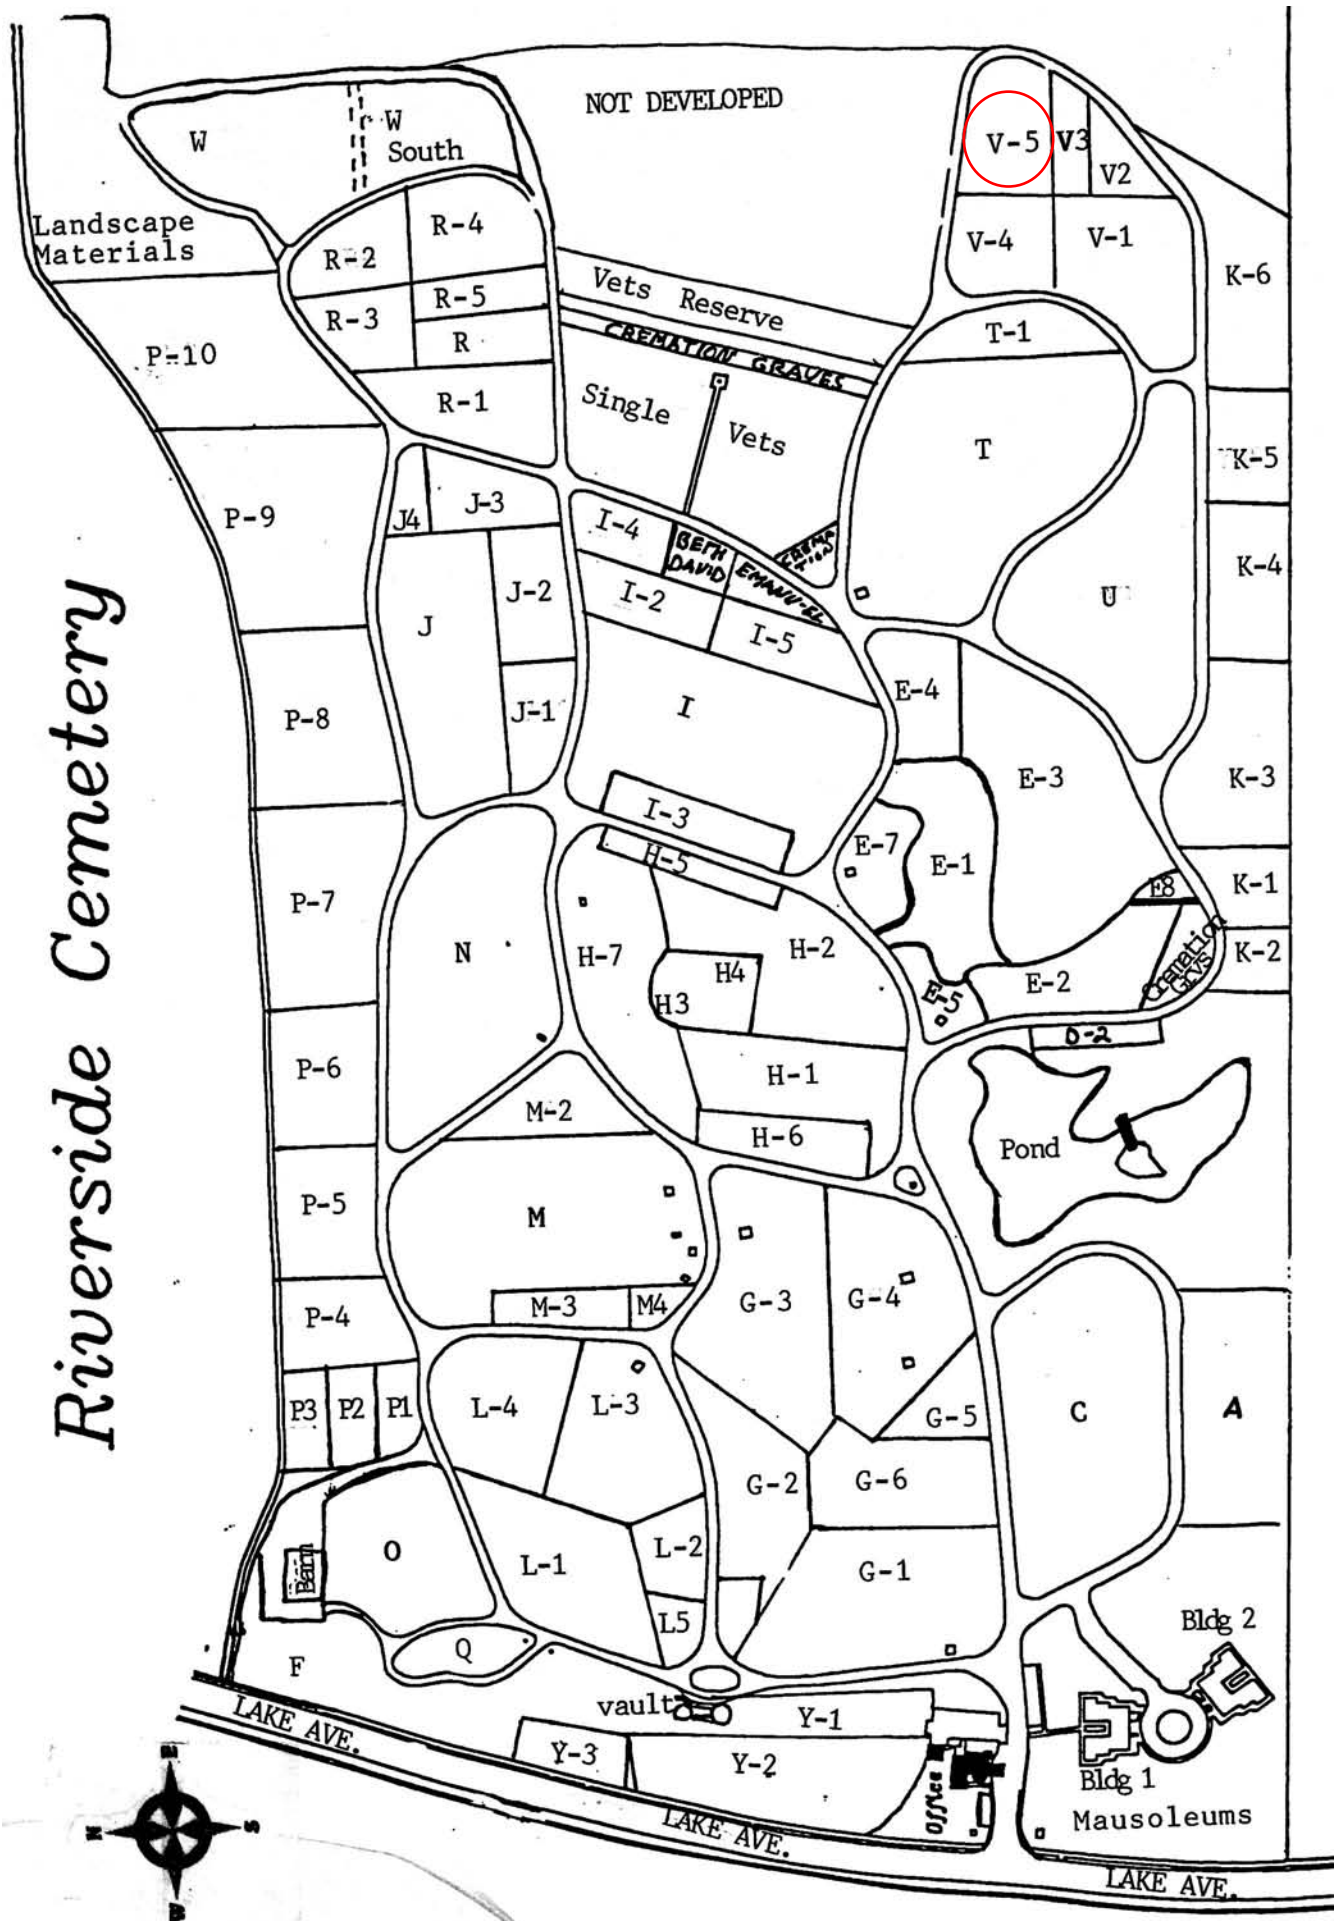 NOT DEVELOPED
W
W
South
V-5
V3
V2
Landscape
Materials
R-4
R-2
V-4
V-1
K-6
Vets Reserve
R-5
R-3
R
T-1
CREMATION GRAVES
P-10
R-1
Single
Vets
T
K-5
J-3
J4
P-9
I-4
BETH
DAVID
EMANU-EL
CREMA
TION
K-4
J-2
I-2
U
J
I-5
E-4
P-8
J-1
I
E-3
K-3
I-3
E-7
H-5
E-1
E8
K-1
P-7
N
H-7
H-2
H4
H3
E-5
E-2
Cremation
Grvs
K-2
D-2
P-6
H-1
M-2
H-6
Pond
P-5
M
P-4
M-3
M4
G-3
G-4
P3
P2
P1
L-4
L-3
G-5
C
A
G-2
G-6
Barn
O
L-1
L-2
G-1
L5
Q
F
Bldg 2
vault
Y-1
Y-3
Y-2
Office
Bldg 1
Mausoleums
LAKE AVE.
LAKE AVE.
LAKE AVE.
Riverside Cemetery
E
N
S
W